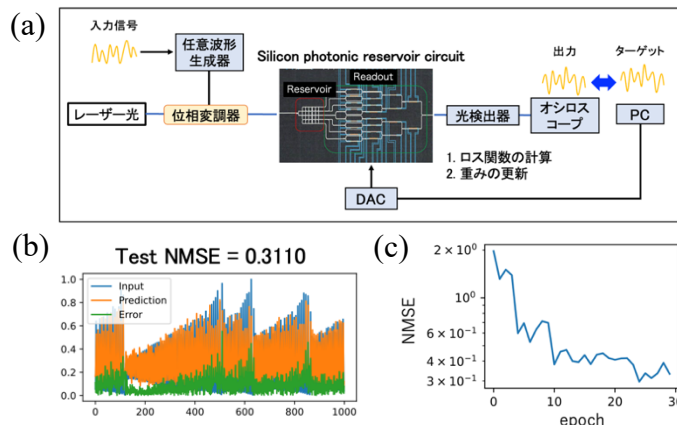 (a)
入力信号
任意波形
生成器
Silicon photonic reservoir circuit
Reservoir
Readout
出力
ターゲット
レーザー光
位相変調器
光検出器
オシロス
コープ
PC
1. ロス関数の計算
2. 重みの更新
DAC
(b)
Test NMSE = 0.3110
1.0
0.8
0.6
0.4
0.2
0.0
Input
Prediction
Error
0 200 400 600 800 1000
(c)
2 × 10⁰
10⁰
6 × 10⁻¹
4 × 10⁻¹
3 × 10⁻¹
NMSE
0 10 20 30
epoch